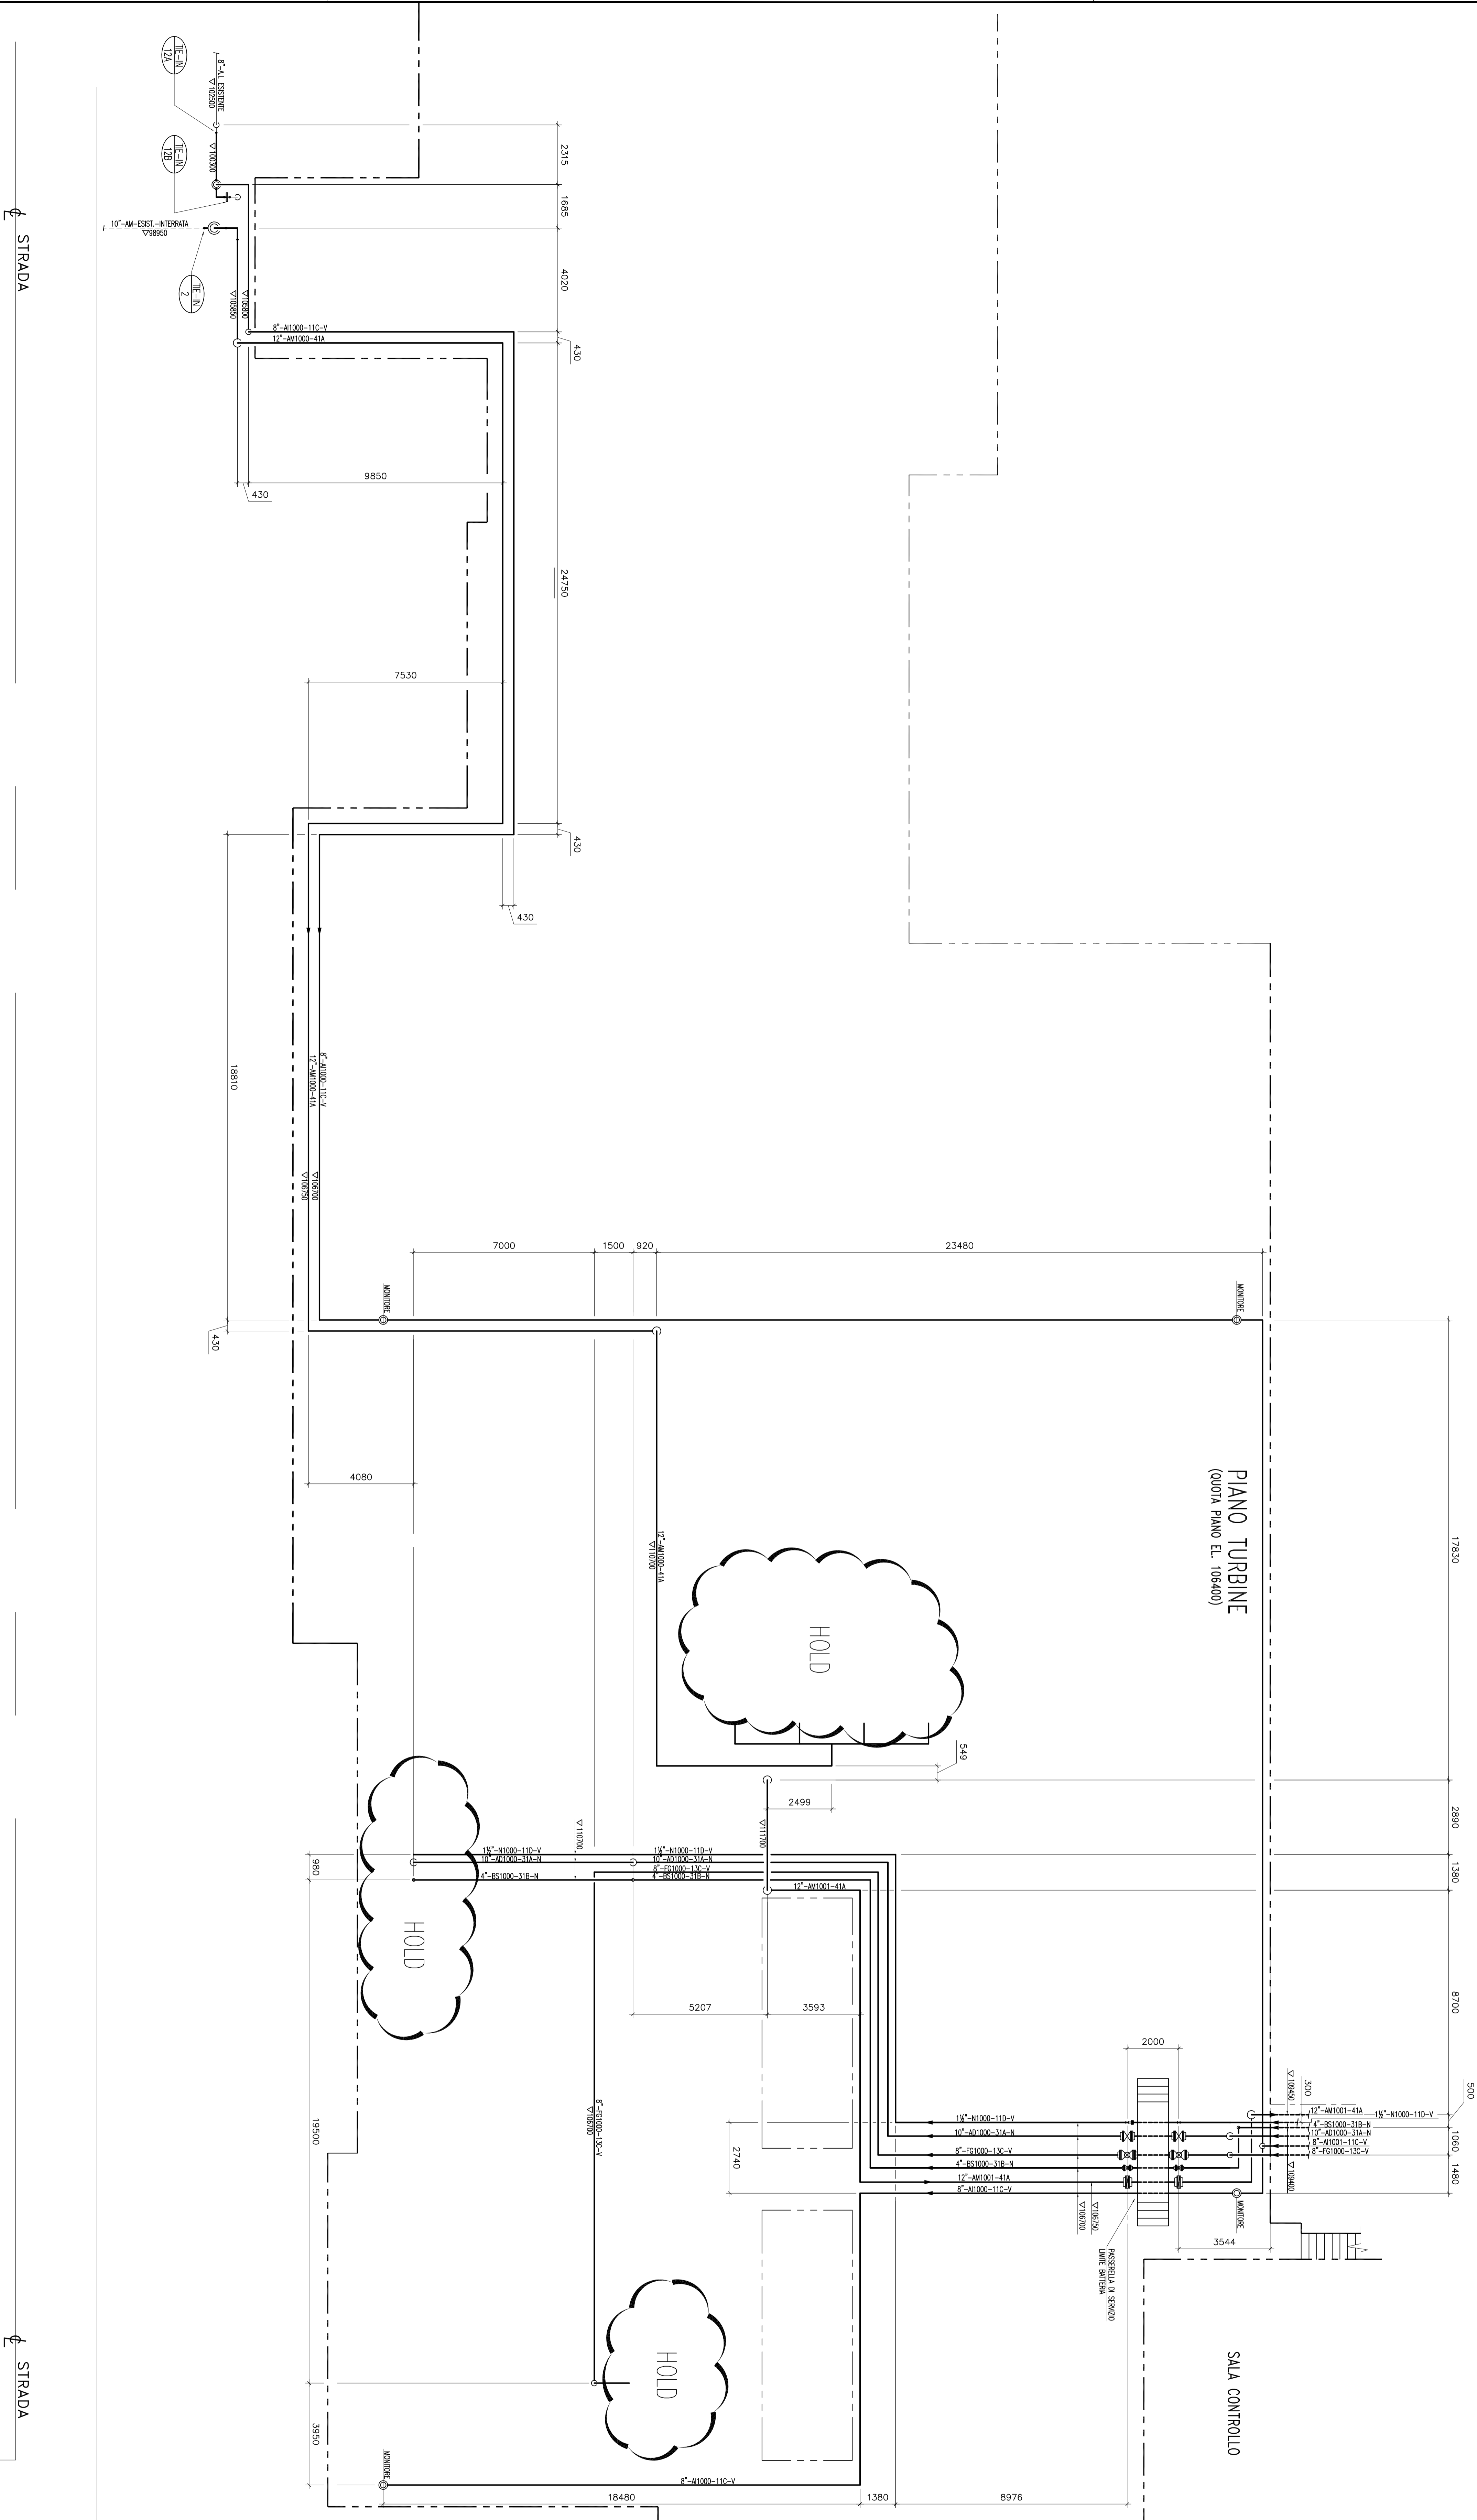 TIE-IN
12A
8"-A.I. ESISTENTE
▽102500
TIE-IN
12B
▽100300
10"-AM-ESIST.-INTERRATA
▽98950
TIE-IN
2
▽105800
▽105850
2315
1685
4020
430
8"-AI1000-11C-V
12"-AM1000-41A
℄ STRADA
9850
430
24750
7530
430
430
18810
8"-AI1000-11C-V
12"-AM1000-41A
▽106700
▽106750
7000
1500
920
23480
MONITORE
MONITORE
430
17830
4080
PIANO TURBINE
(QUOTA PIANO EL. 106400)
12"-AM1000-41A
▽110700
HOLD
549
2499
2890
▽111700
▽110700
1½"-N1000-11D-V
10"-AD1000-31A-N
4"-BS1000-31B-N
1½"-N1000-11D-V
10"-AD1000-31A-N
8"-FG1000-13C-V
4"-BS1000-31B-N
12"-AM1001-41A
980
1380
HOLD
5207
3593
8700
2000
▽109450
300
500
12"-AM1001-41A
1½"-N1000-11D-V
4"-BS1000-31B-N
10"-AD1000-31A-N
8"-AI1001-11C-V
8"-FG1000-13C-V
1060
1480
▽109400
19500
8"-FG1000-13C-V
▽106700
2740
1½"-N1000-11D-V
10"-AD1000-31A-N
8"-FG1000-13C-V
4"-BS1000-31B-N
12"-AM1001-41A
8"-AI1000-11C-V
▽106750
▽106700
MONITORE
3544
PASSERELLA DI SERVIZIO
LIMITE BATTERIA
HOLD
SALA CONTROLLO
℄ STRADA
3950
MONITORE
8"-AI1000-11C-V
18480
1380
8976